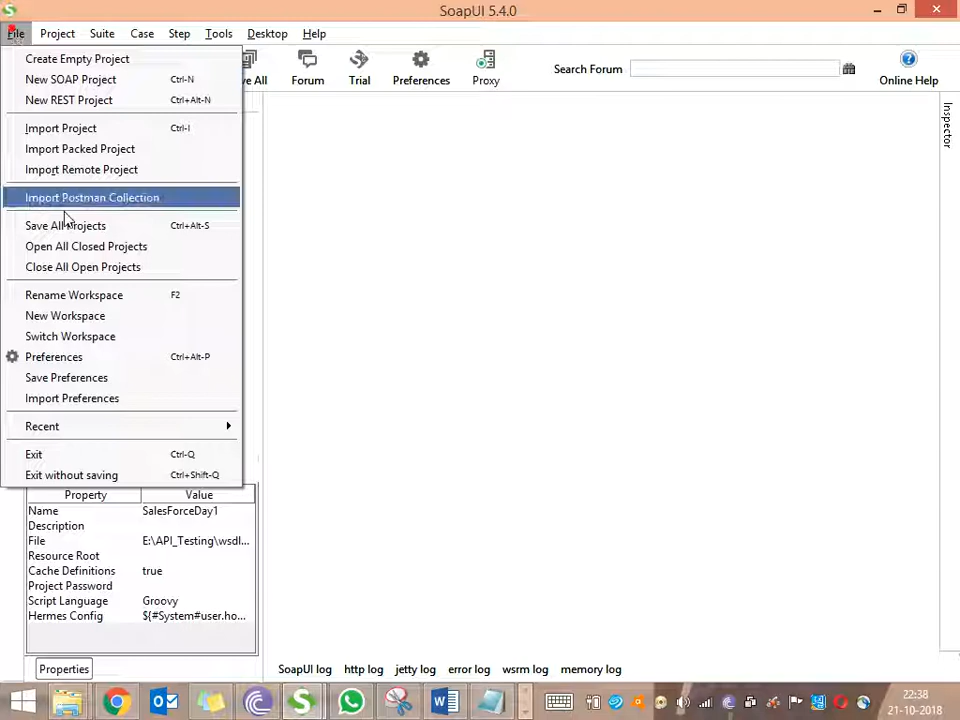 SoapUI 5.4.0
File Project Suite Case Step Tools Desktop Help
Create Empty Project
New SOAP Project Ctrl-N
New REST Project Ctrl+Alt-N
Import Project Ctrl-I
Import Packed Project
Import Remote Project
Import Postman Collection
Save All Projects Ctrl+Alt-S
Open All Closed Projects
Close All Open Projects
Rename Workspace F2
New Workspace
Switch Workspace
Preferences Ctrl+Alt-P
Save Preferences
Import Preferences
Recent
Exit Ctrl-Q
Exit without saving Ctrl+Shift-Q
All Forum Trial Preferences Proxy
Search Forum
Online Help
Inspector
Property Value
Name SalesForceDay1
Description
File E:\API_Testing\wsdl...
Resource Root
Cache Definitions true
Project Password
Script Language Groovy
Hermes Config ${#System#user.ho...
Properties
SoapUI log http log jetty log error log wsrm log memory log
22:38
21-10-2018